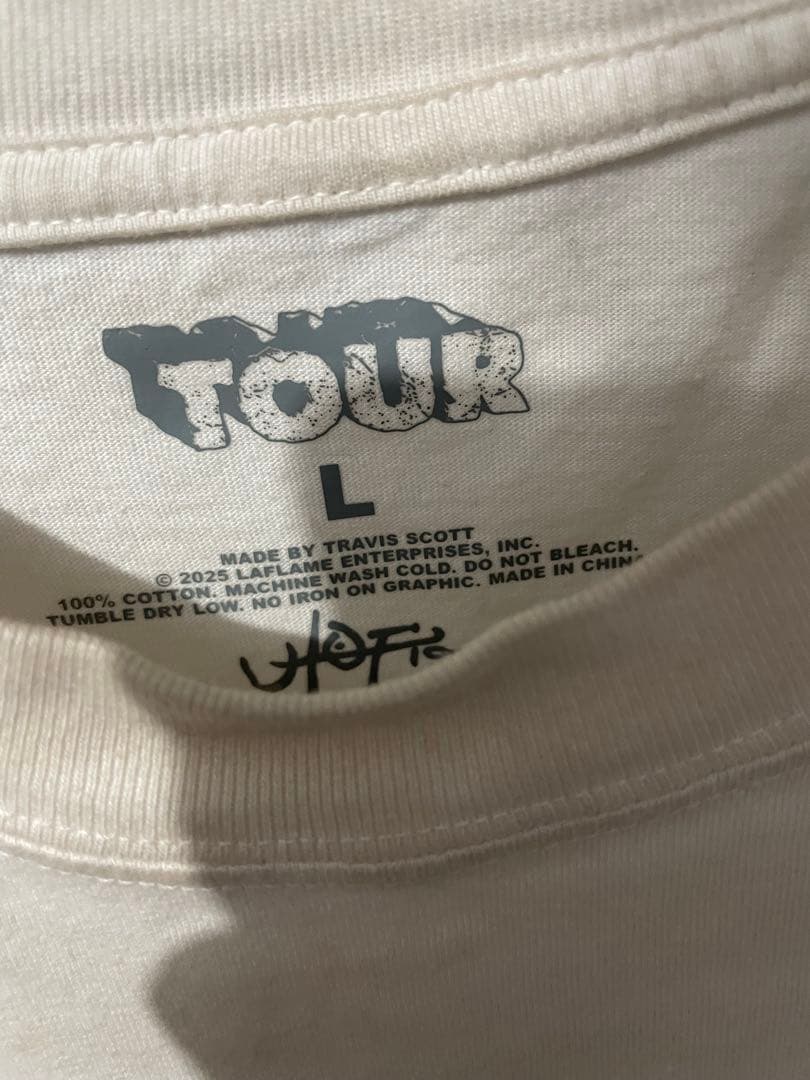 TOUR
L
MADE BY TRAVIS SCOTT
© 2025 LAFLAME ENTERPRISES, INC.
100% COTTON. MACHINE WASH COLD. DO NOT BLEACH.
TUMBLE DRY LOW. NO IRON ON GRAPHIC. MADE IN CHINA